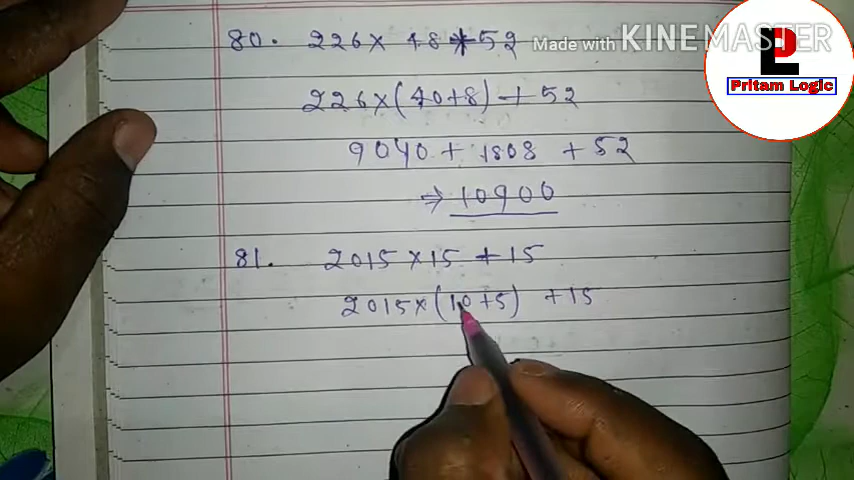 80. 226 × 48 + 52
Made with KINEMASTER
PL
Pritam Logic
226 × (40+8) + 52
9040 + 1808 + 52
⇒ 10900
81. 2015 × 15 + 15
2015 × (10+5) + 15